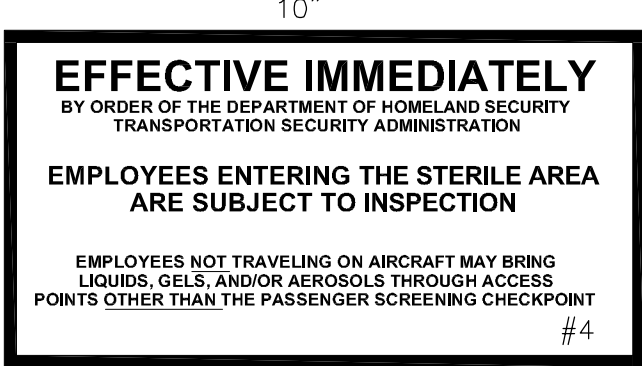 10"
EFFECTIVE IMMEDIATELY
BY ORDER OF THE DEPARTMENT OF HOMELAND SECURITY
TRANSPORTATION SECURITY ADMINISTRATION
EMPLOYEES ENTERING THE STERILE AREA
ARE SUBJECT TO INSPECTION
EMPLOYEES NOT TRAVELING ON AIRCRAFT MAY BRING
LIQUIDS, GELS, AND/OR AEROSOLS THROUGH ACCESS
POINTS OTHER THAN THE PASSENGER SCREENING CHECKPOINT
#4